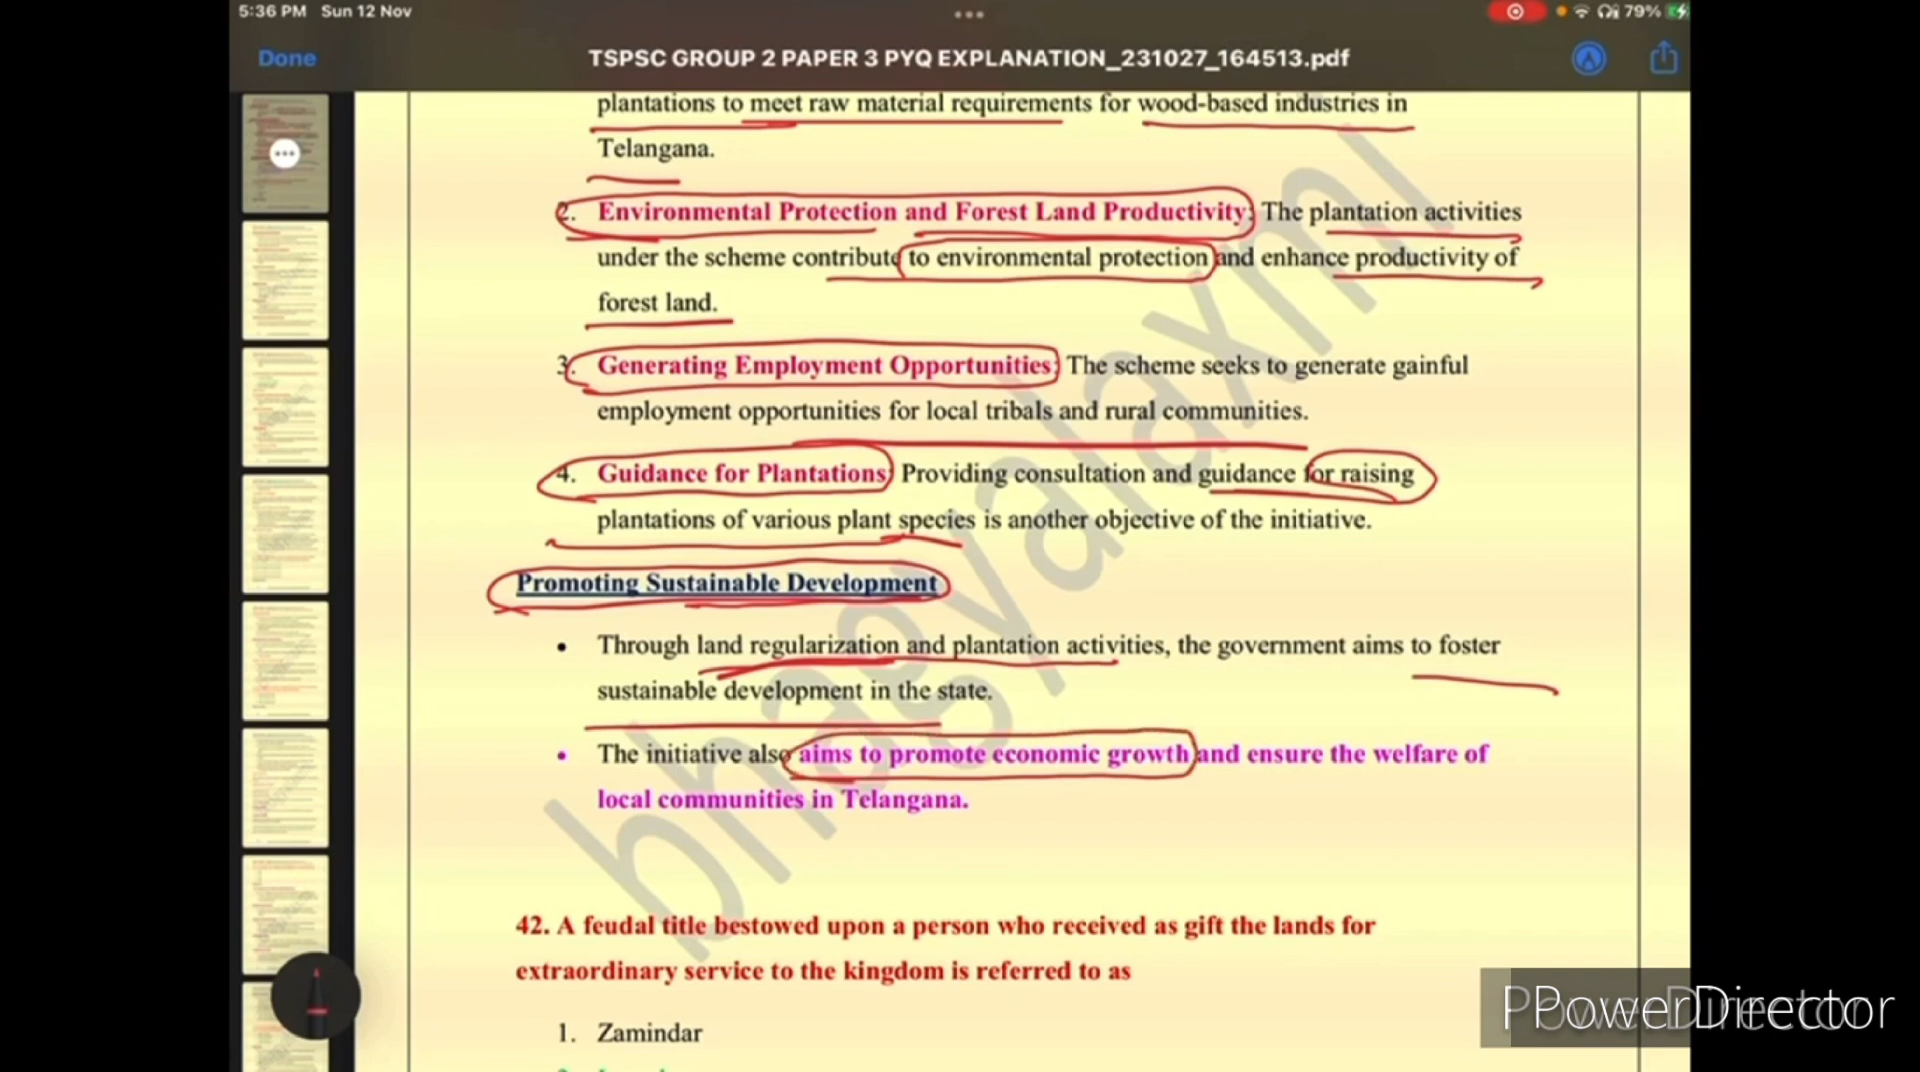 5:36 PM Sun 12 Nov
79%
Done
TSPSC GROUP 2 PAPER 3 PYQ EXPLANATION_231027_164513.pdf
plantations to meet raw material requirements for wood-based industries in
Telangana.
2. Environmental Protection and Forest Land Productivity: The plantation activities
under the scheme contribute to environmental protection and enhance productivity of
forest land.
3. Generating Employment Opportunities: The scheme seeks to generate gainful
employment opportunities for local tribals and rural communities.
4. Guidance for Plantations: Providing consultation and guidance for raising
plantations of various plant species is another objective of the initiative.
Promoting Sustainable Development
• Through land regularization and plantation activities, the government aims to foster
sustainable development in the state.
• The initiative also aims to promote economic growth and ensure the welfare of
local communities in Telangana.
bhagyalaxmi
42. A feudal title bestowed upon a person who received as gift the lands for
extraordinary service to the kingdom is referred to as
1. Zamindar
PowerDirector